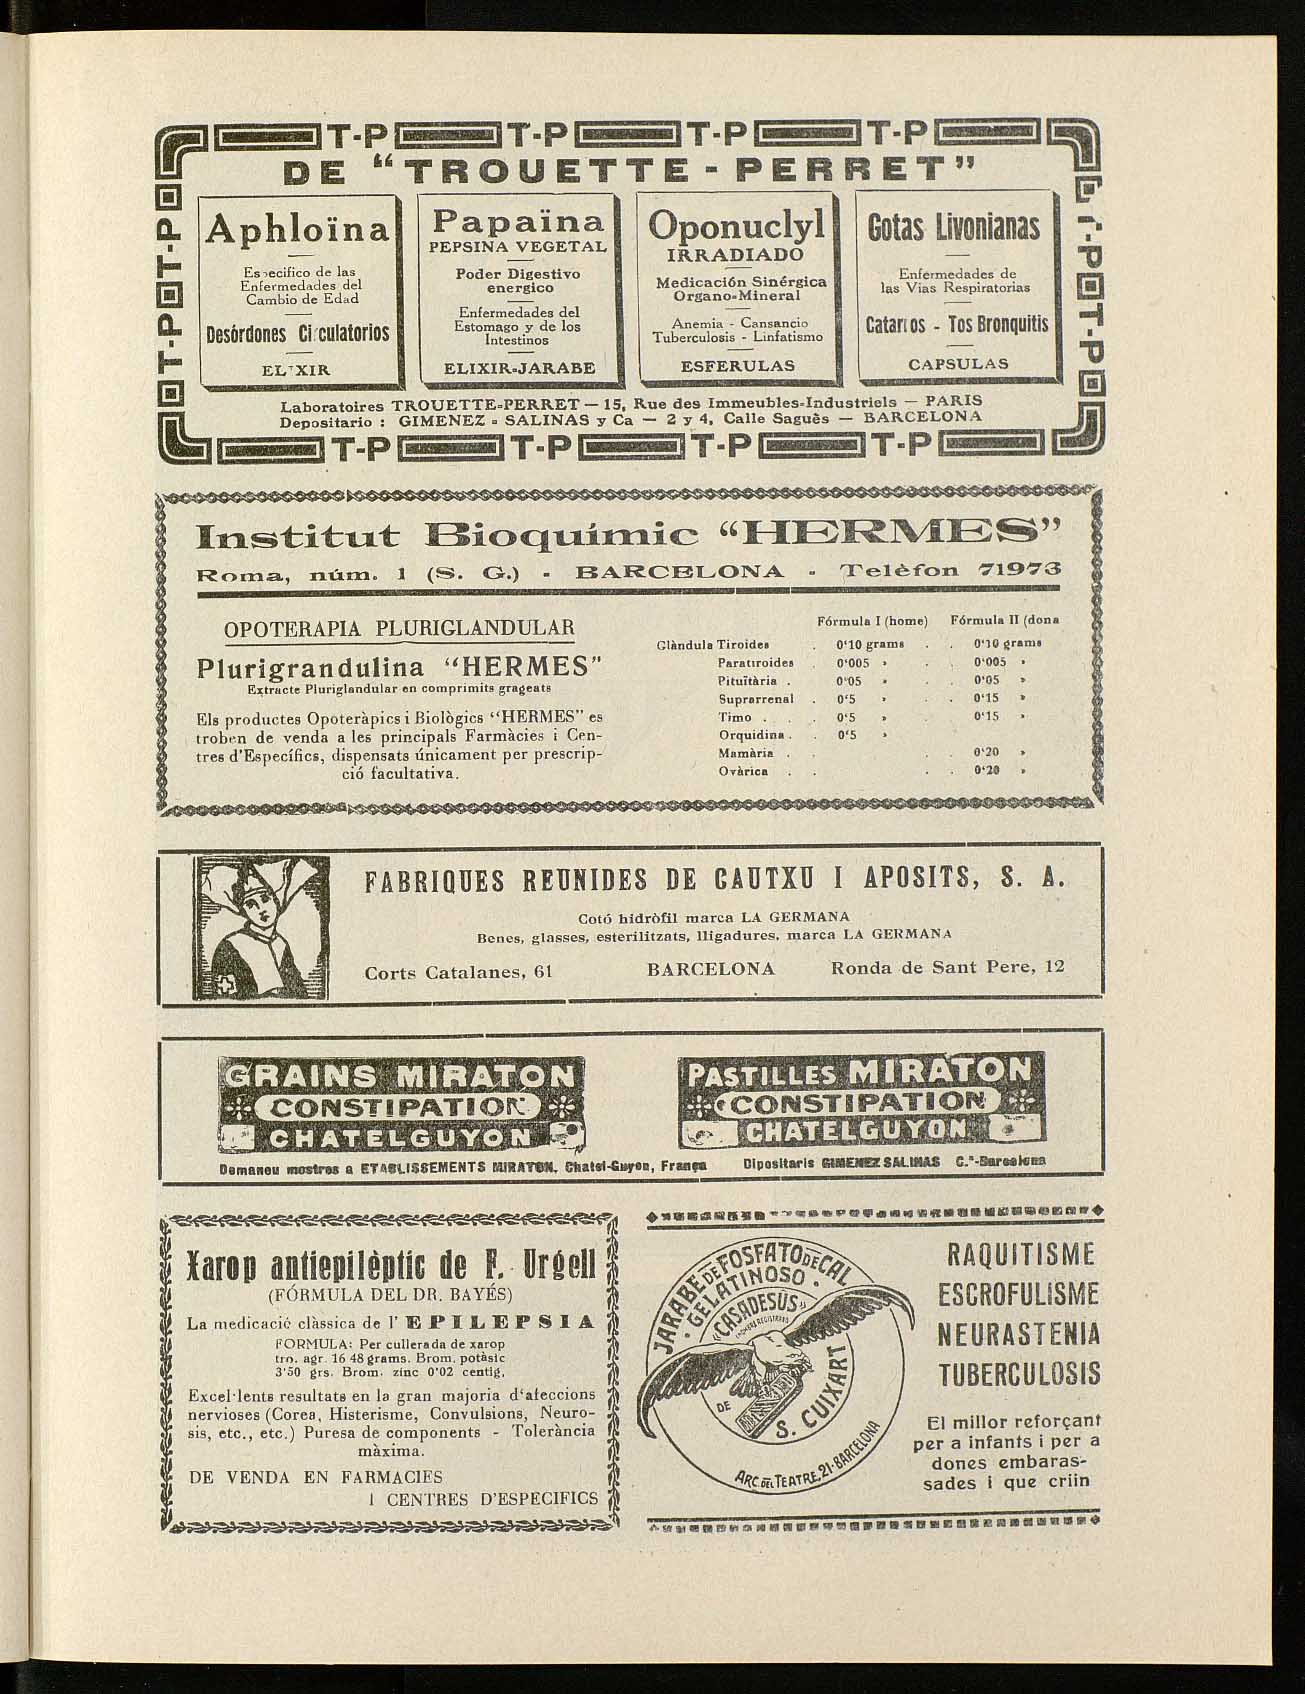 T-P T-P T-P T-P
DE “TROUETTE-PERRET”
Aphloïna
Especifico de las
Enfermedades del
Cambio de Edad
Desórdones Circulatorios
ELIXIR
Papaïna
PEPSINA VEGETAL
Poder Digestivo
energico
Enfermedades del
Estomago y de los
Intestinos
ELIXIR-JARABE
Oponuclyl
IRRADIADO
Medicación Sinérgica
Organo-Mineral
Anemia - Cansancio
Tuberculosis - Linfatismo
ESFERULAS
Gotas Livonianas
Enfermedades de
las Vias Respiratorias
Catarros - Tos Bronquitis
CAPSULAS
T-P T-P
T-P T-P
Laboratoires TROUETTE-PERRET — 15, Rue des Immeubles-Industriels — PARIS
Depositario : GIMENEZ - SALINAS y Ca — 2 y 4, Calle Saguès — BARCELONA
T-P T-P T-P T-P
Institut Bioquímic “HERMES”
Roma, núm. 1 (S. G.) - BARCELONA - Telèfon 71973
OPOTERAPIA PLURIGLANDULAR
Plurigrandulina “HERMES”
Extracte Pluriglandular en comprimits grageats
Els productes Opoteràpics i Biològics “HERMES” es
troben de venda a les principals Farmàcies i Cen-
tres d'Específics, dispensats únicament per prescrip-
ció facultativa.
Fórmula I (home) Fórmula II (dona
Glàndula Tiroides . 0'10 grams . . 0'10 grams
Paratiroides . 0'005 » . . 0'005 »
Pituïtària . 0'05 » . . 0'05 »
Suprarrenal . 0'5 » . . 0'15 »
Timo . . . 0'5 » . . 0'15 »
Orquidina . . 0'5 »
Mamària . . . . 0'20 »
Ovàrica . . . . 0'20 »
FABRIQUES REUNIDES DE CAUTXU I APOSITS, S. A.
Cotó hidròfil marca LA GERMANA
Benes, glasses, esterilitzats, lligadures, marca LA GERMANA
Corts Catalanes, 61 BARCELONA Ronda de Sant Pere, 12
GRAINS MIRATON
CONSTIPATION
CHATELGUYON
PASTILLES MIRATON
CONSTIPATION
CHATELGUYON
Demaneu mostres a ETABLISSEMENTS MIRATON, Chatel-Guyon, França Dipositaris GIMENEZ SALINAS C.ª-Barcelona
Xarop antiepilèptic de F. Urgell
(FÓRMULA DEL DR. BAYÉS)
La medicació clàssica de l' EPILEPSIA
FORMULA: Per cullerada de xarop
trn. agr. 16 48 grams. Brom. potàsic
3'50 grs. Brom. zinc 0'02 centig.
Excel·lents resultats en la gran majoria d'afeccions
nervioses (Corea, Histerisme, Convulsions, Neuro-
sis, etc., etc.) Puresa de components - Tolerància
màxima.
DE VENDA EN FARMACIES
I CENTRES D'ESPECIFICS
JARABE DE FOSFATO DE CAL
· GELATINOSO ·
“CASADESÚS”
DE S. CUIXART
ARC DEL TEATRE, 21 - BARCELONA
RAQUITISME
ESCROFULISME
NEURASTENIA
TUBERCULOSIS
El millor reforçant
per a infants i per a
dones embaras-
sades i que criïn